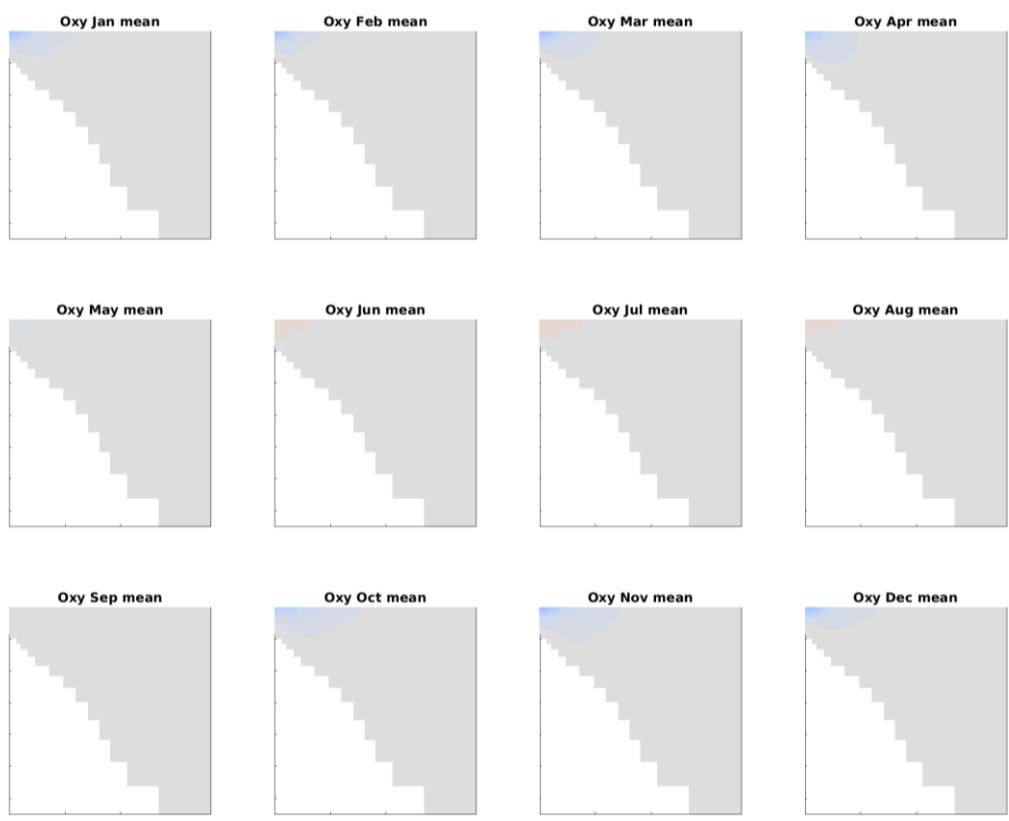 Oxy Jan mean
Oxy Feb mean
Oxy Mar mean
Oxy Apr mean
Oxy May mean
Oxy Jun mean
Oxy Jul mean
Oxy Aug mean
Oxy Sep mean
Oxy Oct mean
Oxy Nov mean
Oxy Dec mean